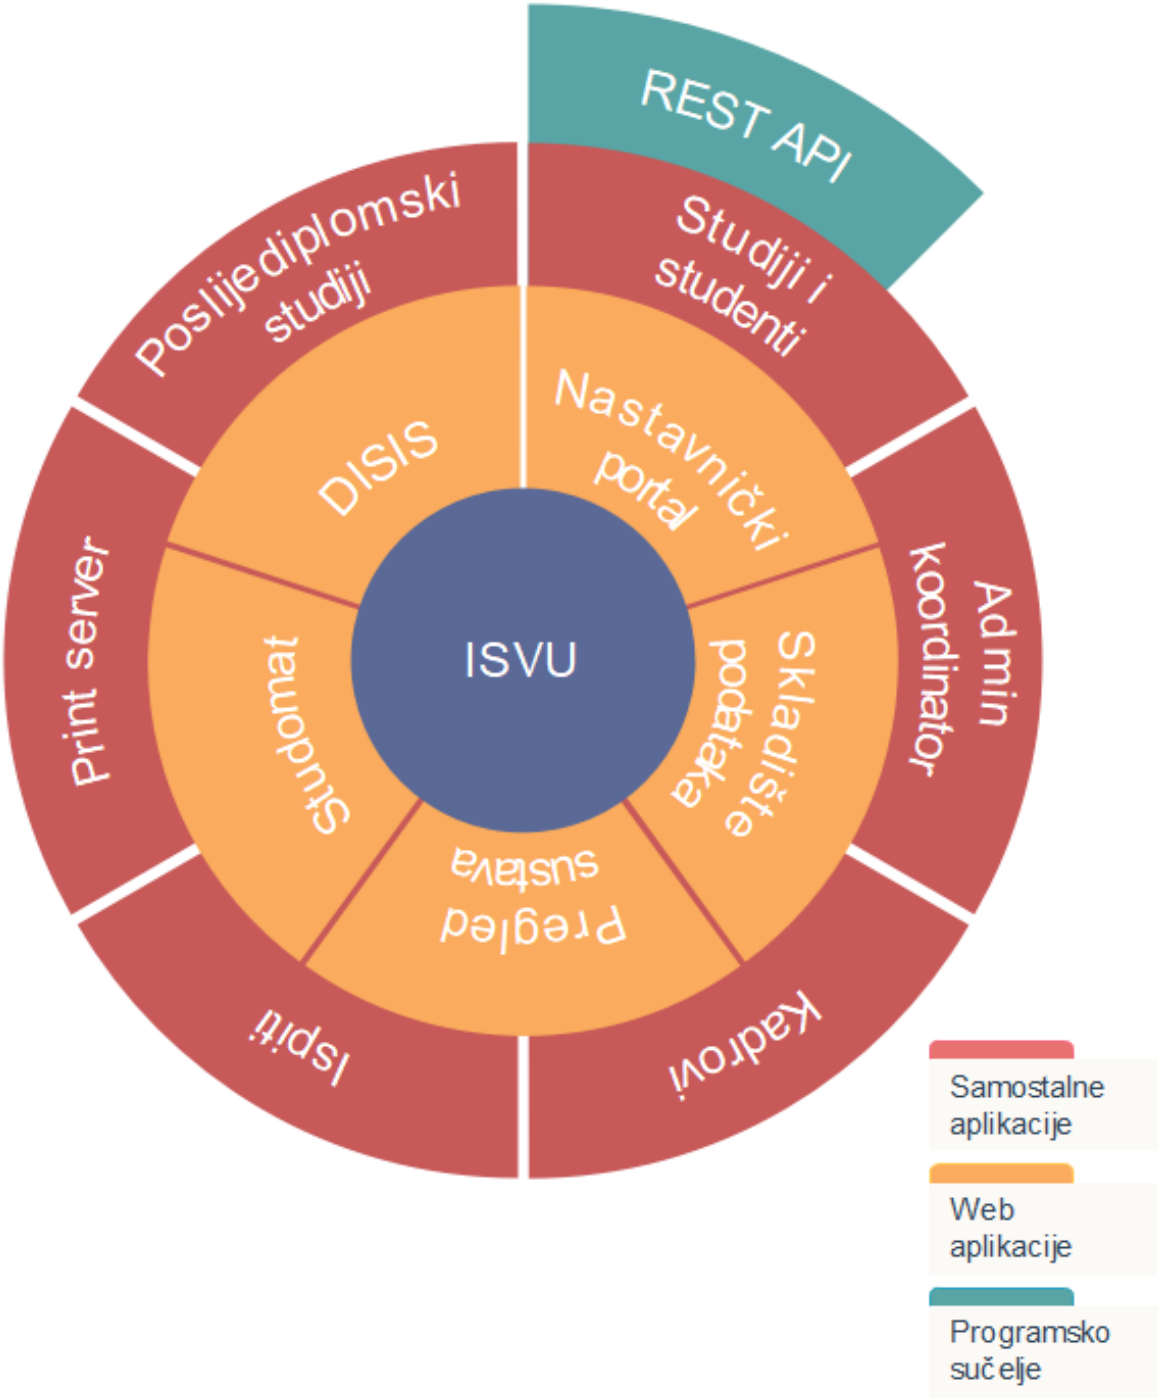 REST API
Studiji i
studenti
Admin
koordinator
Kadrovi
Ispiti
Print server
Poslijediplomski
studiji
Nastavnički
portal
Skladište
podataka
Pregled
sustava
Studomat
DISIS
ISVU
Samostalne
aplikacije
Web
aplikacije
Programsko
sučelje